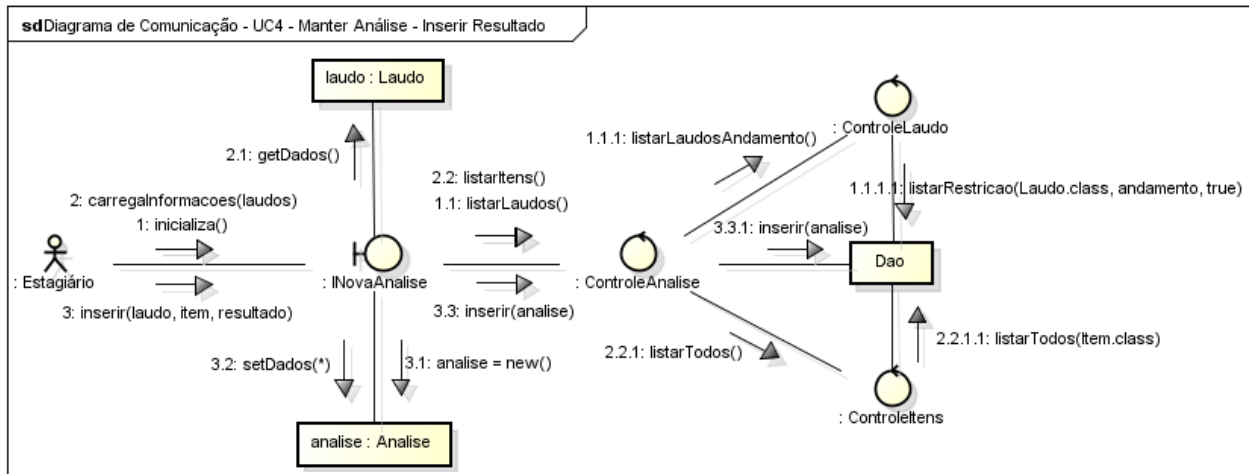 sdDiagrama de Comunicação - UC4 - Manter Análise - Inserir Resultado
laudo : Laudo
: ControleLaudo
1.1.1: listarLaudosAndamento()
2.1: getDados()
2.2: listarItens()
1.1: listarLaudos()
1.1.1.1: listarRestricao(Laudo.class, andamento, true)
2: carregaInformacoes(laudos)
1: inicializa()
3.3.1: inserir(analise)
Dao
: Estagiário
: INovaAnalise
: ControleAnalise
3: inserir(laudo, item, resultado)
3.3: inserir(analise)
2.2.1: listarTodos()
2.2.1.1: listarTodos(Item.class)
3.2: setDados(*)
3.1: analise = new()
: ControleItens
analise : Analise